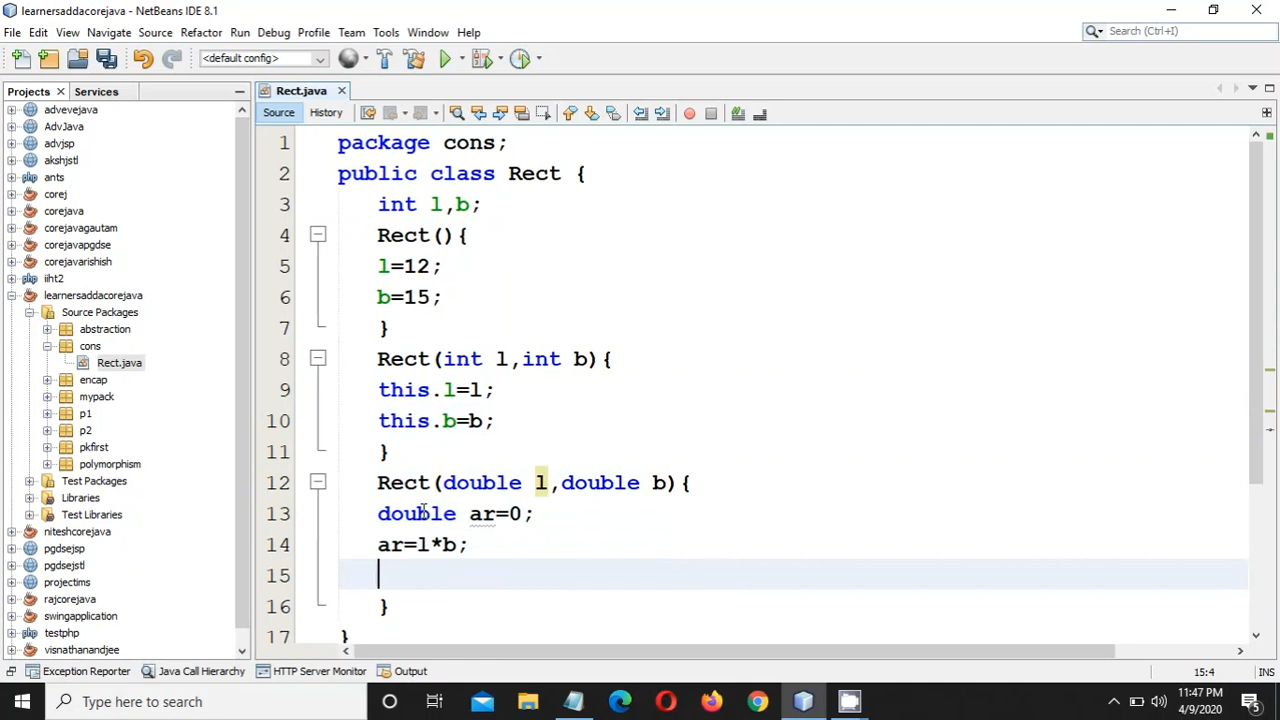 learnersaddacorejava - NetBeans IDE 8.1
File Edit View Navigate Source Refactor Run Debug Profile Team Tools Window Help
Search (Ctrl+I)
<default config>
Projects Services
Rect.java
Source History
advevejava
AdvJava
advjsp
akshjstl
ants
corej
corejava
corejavagautam
corejavapgdse
corejavarishish
iiht2
learnersaddacorejava
Source Packages
abstraction
cons
Rect.java
encap
mypack
p1
p2
pkfirst
polymorphism
Test Packages
Libraries
Test Libraries
niteshcorejava
pgdsejsp
pgdsejstl
projectims
rajcorejava
swingapplication
testphp
visnathanandjee
1 package cons;
2 public class Rect {
3 int l,b;
4 Rect(){
5 l=12;
6 b=15;
7 }
8 Rect(int l,int b){
9 this.l=l;
10 this.b=b;
11 }
12 Rect(double l,double b){
13 double ar=0;
14 ar=l*b;
15
16 }
17 }
Exception Reporter Java Call Hierarchy HTTP Server Monitor Output
15:4 INS
Type here to search
11:47 PM
4/9/2020
5